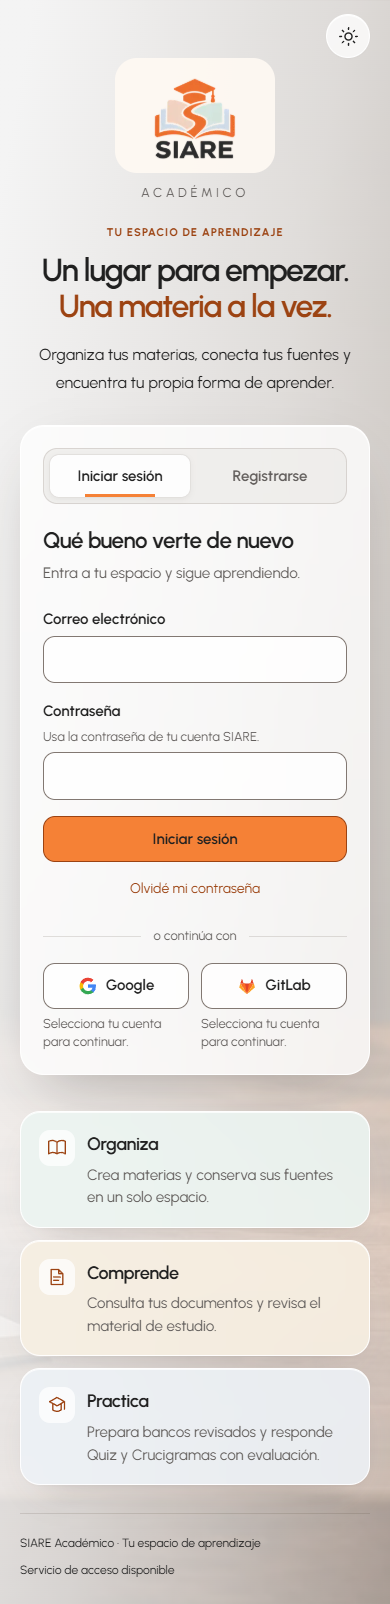 SIARE
ACADÉMICO
TU ESPACIO DE APRENDIZAJE
Un lugar para empezar.
Una materia a la vez.
Organiza tus materias, conecta tus fuentes y
encuentra tu propia forma de aprender.
Iniciar sesión
Registrarse
Qué bueno verte de nuevo
Entra a tu espacio y sigue aprendiendo.
Correo electrónico
Contraseña
Usa la contraseña de tu cuenta SIARE.
Iniciar sesión
Olvidé mi contraseña
o continúa con
Google
GitLab
Selecciona tu cuenta
para continuar.
Selecciona tu cuenta
para continuar.
Organiza
Crea materias y conserva sus fuentes
en un solo espacio.
Comprende
Consulta tus documentos y revisa el
material de estudio.
Practica
Prepara bancos revisados y responde
Quiz y Crucigramas con evaluación.
SIARE Académico · Tu espacio de aprendizaje
Servicio de acceso disponible